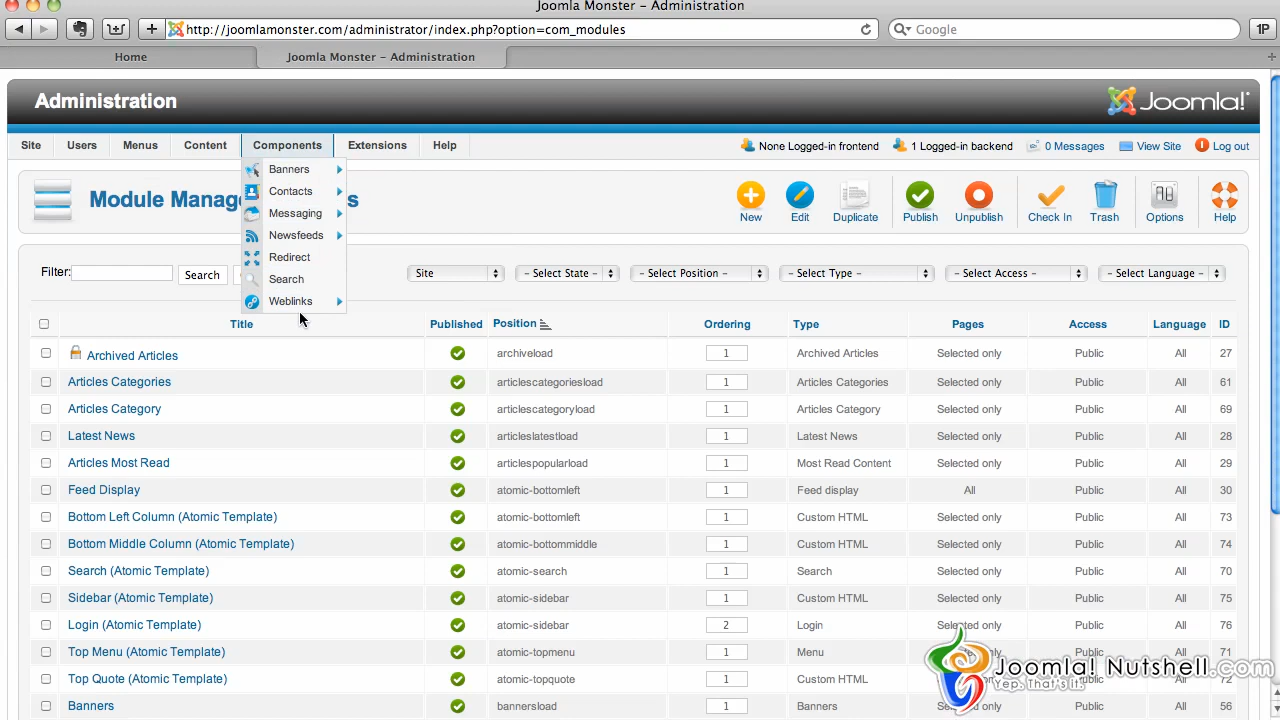 Joomla Monster – Administration
http://joomlamonster.com/administrator/index.php?option=com_modules
Google
1P
Home
Joomla Monster – Administration
Administration
Joomla!
Site Users Menus Content Components Extensions Help
None Logged-in frontend 1 Logged-in backend 0 Messages View Site Log out
Banners
Contacts
Messaging
Newsfeeds
Redirect
Search
Weblinks
Module Manag
s
New Edit Duplicate Publish Unpublish Check In Trash Options Help
Filter: Search
Site - Select State - - Select Position - - Select Type - - Select Access - - Select Language -
Title Published Position Ordering Type Pages Access Language ID
Archived Articles archiveload 1 Archived Articles Selected only Public All 27
Articles Categories articlescategoriesload 1 Articles Categories Selected only Public All 61
Articles Category articlescategoryload 1 Articles Category Selected only Public All 69
Latest News articleslatestload 1 Latest News Selected only Public All 28
Articles Most Read articlespopularload 1 Most Read Content Selected only Public All 29
Feed Display atomic-bottomleft 1 Feed display All Public All 30
Bottom Left Column (Atomic Template) atomic-bottomleft 1 Custom HTML Selected only Public All 73
Bottom Middle Column (Atomic Template) atomic-bottommiddle 1 Custom HTML Selected only Public All 74
Search (Atomic Template) atomic-search 1 Search Selected only Public All 70
Sidebar (Atomic Template) atomic-sidebar 1 Custom HTML Selected only Public All 75
Login (Atomic Template) atomic-sidebar 2 Login Selected only Public All 76
Top Menu (Atomic Template) atomic-topmenu 1 Menu only Public All 71
Top Quote (Atomic Template) atomic-topquote 1 Custom HTML Public All 72
Banners bannersload 1 Banners Selected only Public All 56
Joomla! Nutshell.com
Yep. That's it.